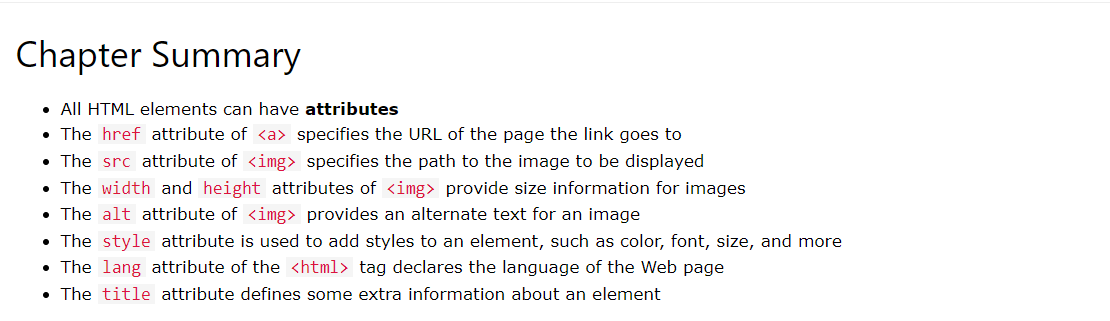 Chapter Summary
• All HTML elements can have attributes
• The href attribute of <a> specifies the URL of the page the link goes to
• The src attribute of <img> specifies the path to the image to be displayed
• The width and height attributes of <img> provide size information for images
• The alt attribute of <img> provides an alternate text for an image
• The style attribute is used to add styles to an element, such as color, font, size, and more
• The lang attribute of the <html> tag declares the language of the Web page
• The title attribute defines some extra information about an element